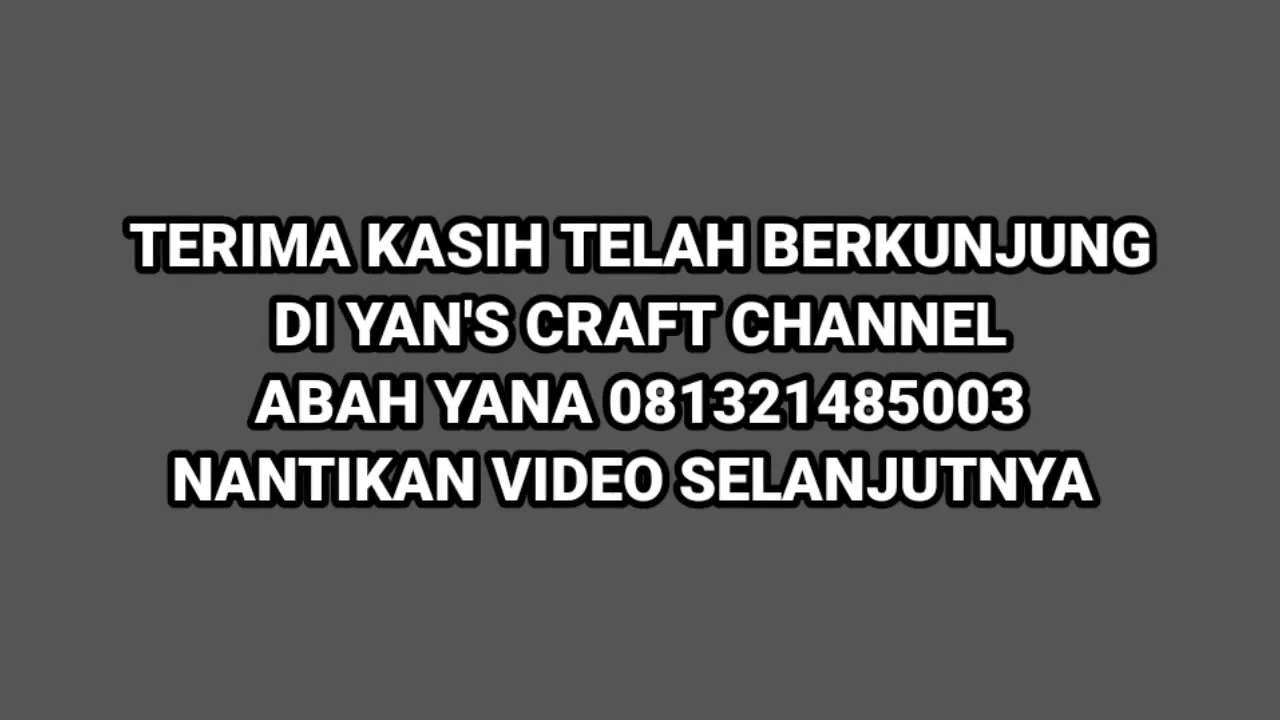 TERIMA KASIH TELAH BERKUNJUNG
DI YAN'S CRAFT CHANNEL
ABAH YANA 081321485003
NANTIKAN VIDEO SELANJUTNYA